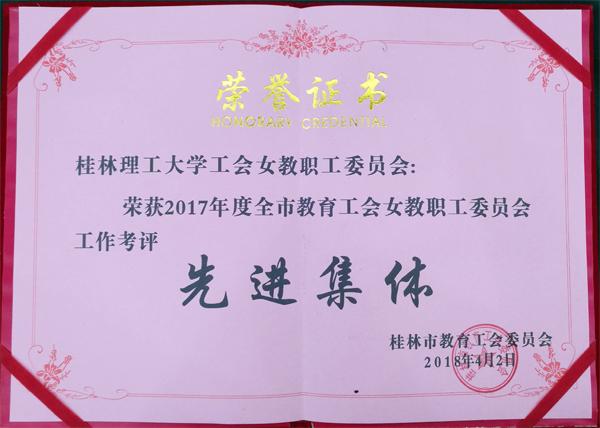 荣誉证书
HONORARY CREDENTIAL
桂林理工大学工会女教职工委员会:
荣获2017年度全市教育工会女教职工委员会
工作考评
先进集体
桂林市教育工会委员会
2018年4月2日